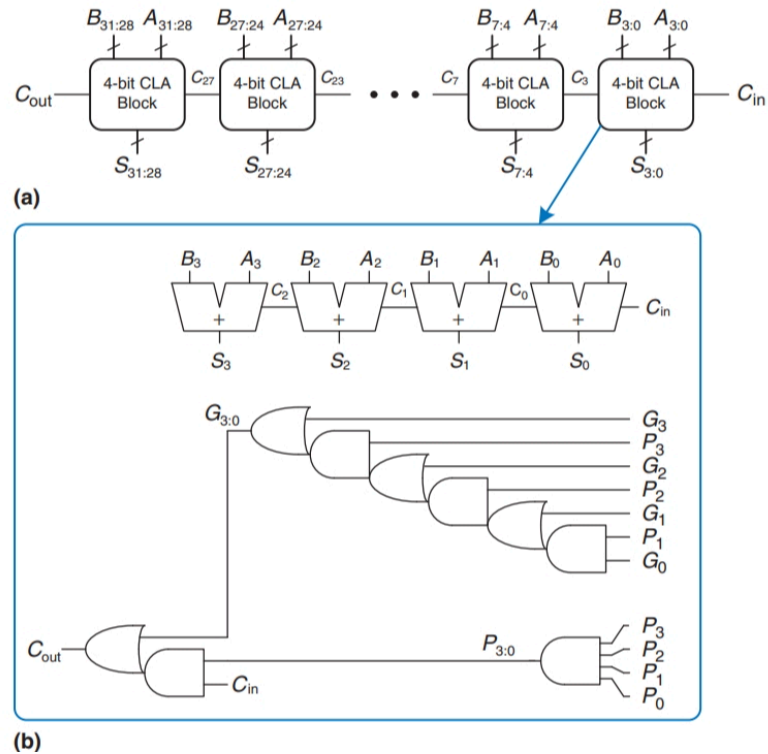 B31:28 A31:28 B27:24 A27:24 B7:4 A7:4 B3:0 A3:0
Cout 4-bit CLA Block C27 4-bit CLA Block C23 • • • C7 4-bit CLA Block C3 4-bit CLA Block Cin
S31:28 S27:24 S7:4 S3:0
(a)
B3 A3 B2 A2 B1 A1 B0 A0
C2 C1 C0
+ + + + Cin
S3 S2 S1 S0
G3:0 G3
P3
G2
P2
G1
P1
G0
P3
Cout P3:0 P2
P1
Cin P0
(b)